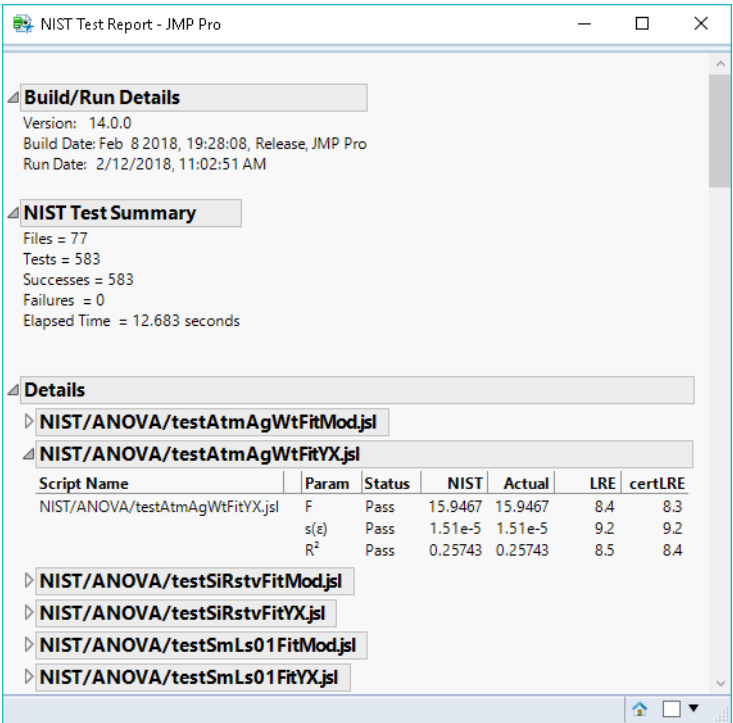 NIST Test Report - JMP Pro
Build/Run Details
Version: 14.0.0
Build Date: Feb 8 2018, 19:28:08, Release, JMP Pro
Run Date: 2/12/2018, 11:02:51 AM
NIST Test Summary
Files = 77
Tests = 583
Successes = 583
Failures = 0
Elapsed Time = 12.683 seconds
Details
NIST/ANOVA/testAtmAgWtFitMod.jsl
NIST/ANOVA/testAtmAgWtFitYX.jsl
Script Name Param Status NIST Actual LRE certLRE
NIST/ANOVA/testAtmAgWtFitYX.jsl F Pass 15.9467 15.9467 8.4 8.3
s(ε) Pass 1.51e-5 1.51e-5 9.2 9.2
R² Pass 0.25743 0.25743 8.5 8.4
NIST/ANOVA/testSiRstvFitMod.jsl
NIST/ANOVA/testSiRstvFitYX.jsl
NIST/ANOVA/testSmLs01FitMod.jsl
NIST/ANOVA/testSmLs01FitYX.jsl